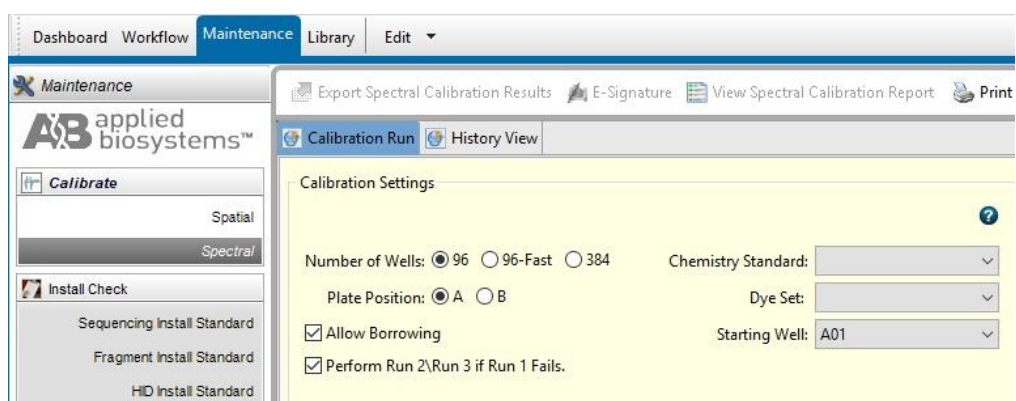 Dashboard Workflow Maintenance Library Edit
Maintenance
Export Spectral Calibration Results E-Signature View Spectral Calibration Report Print
AB applied biosystems™
Calibration Run History View
Calibrate
Spatial
Spectral
Install Check
Sequencing Install Standard
Fragment Install Standard
HID Install Standard
Calibration Settings
?
Number of Wells: 96 96-Fast 384 Chemistry Standard:
Plate Position: A B Dye Set:
Allow Borrowing Starting Well: A01
Perform Run 2\Run 3 if Run 1 Fails.